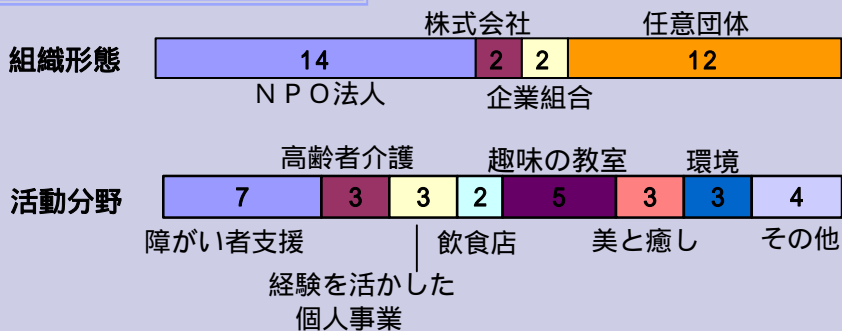 株式会社 任意団体
組織形態 14 2 2 12
ＮＰＯ法人 企業組合
高齢者介護 趣味の教室 環境
活動分野 7 3 3 2 5 3 3 4
障がい者支援 飲食店 美と癒し その他
経験を活かした
個人事業